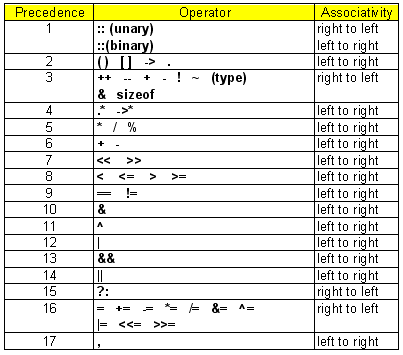 Precedence Operator Associativity
1 :: (unary) right to left
::(binary) left to right
2 ( ) [ ] -> . left to right
3 ++ -- + - ! ~ (type) right to left
& sizeof
4 .* ->* left to right
5 * / % left to right
6 + - left to right
7 << >> left to right
8 < <= > >= left to right
9 == != left to right
10 & left to right
11 ^ left to right
12 | left to right
13 && left to right
14 || left to right
15 ?: right to left
16 = += -= *= /= &= ^= right to left
|= <<= >>=
17 , left to right